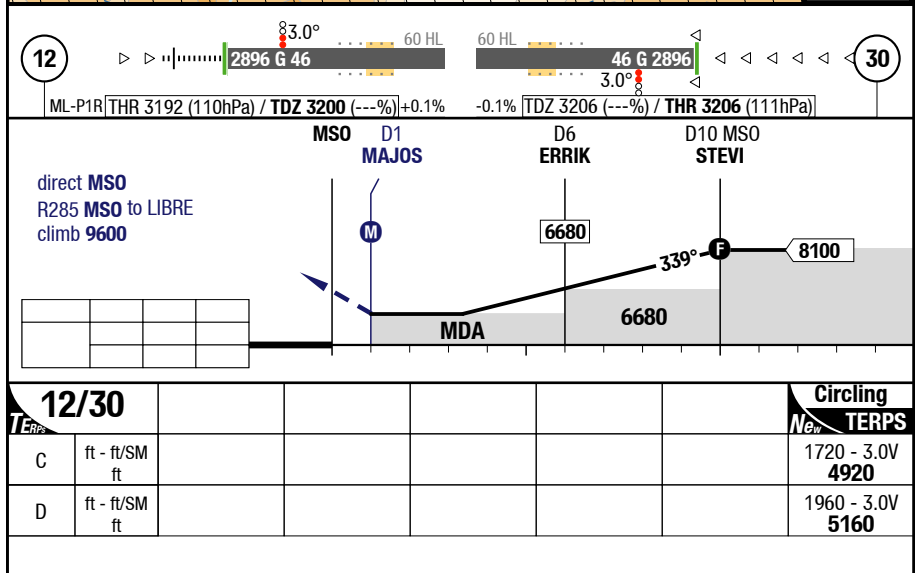 3.0°
60 HL
60 HL
12
2896 G 46
46 G 2896
30
3.0°
ML-P1R THR 3192 (110hPa) / TDZ 3200 (---%) +0.1%
-0.1% TDZ 3206 (---%) / THR 3206 (111hPa)
MSO D1 D6 D10 MSO
MAJOS ERRIK STEVI
direct MSO
R285 MSO to LIBRE
climb 9600
M
6680
339°
F
8100
MDA
6680
12/30
TERPS
Circling
New TERPS
C
ft - ft/SM
ft
1720 - 3.0V
4920
D
ft - ft/SM
ft
1960 - 3.0V
5160